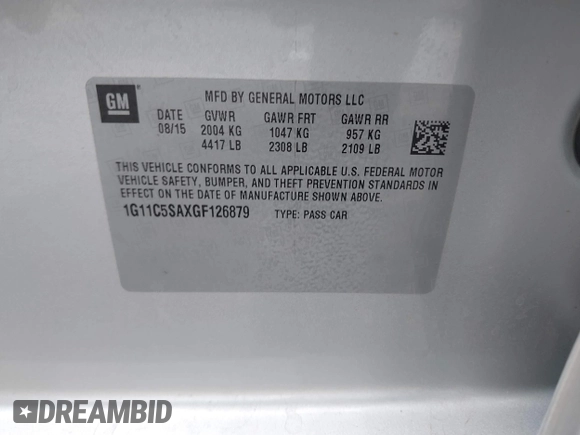 GM
MFD BY GENERAL MOTORS LLC
DATE GVWR GAWR FRT GAWR RR
08/15 2004 KG 1047 KG 957 KG
4417 LB 2308 LB 2109 LB
THIS VEHICLE CONFORMS TO ALL APPLICABLE U.S. FEDERAL MOTOR
VEHICLE SAFETY, BUMPER, AND THEFT PREVENTION STANDARDS IN
EFFECT ON THE DATE OF MANUFACTURE SHOWN ABOVE.
1G11C5SAXGF126879 TYPE: PASS CAR
DREAMBID